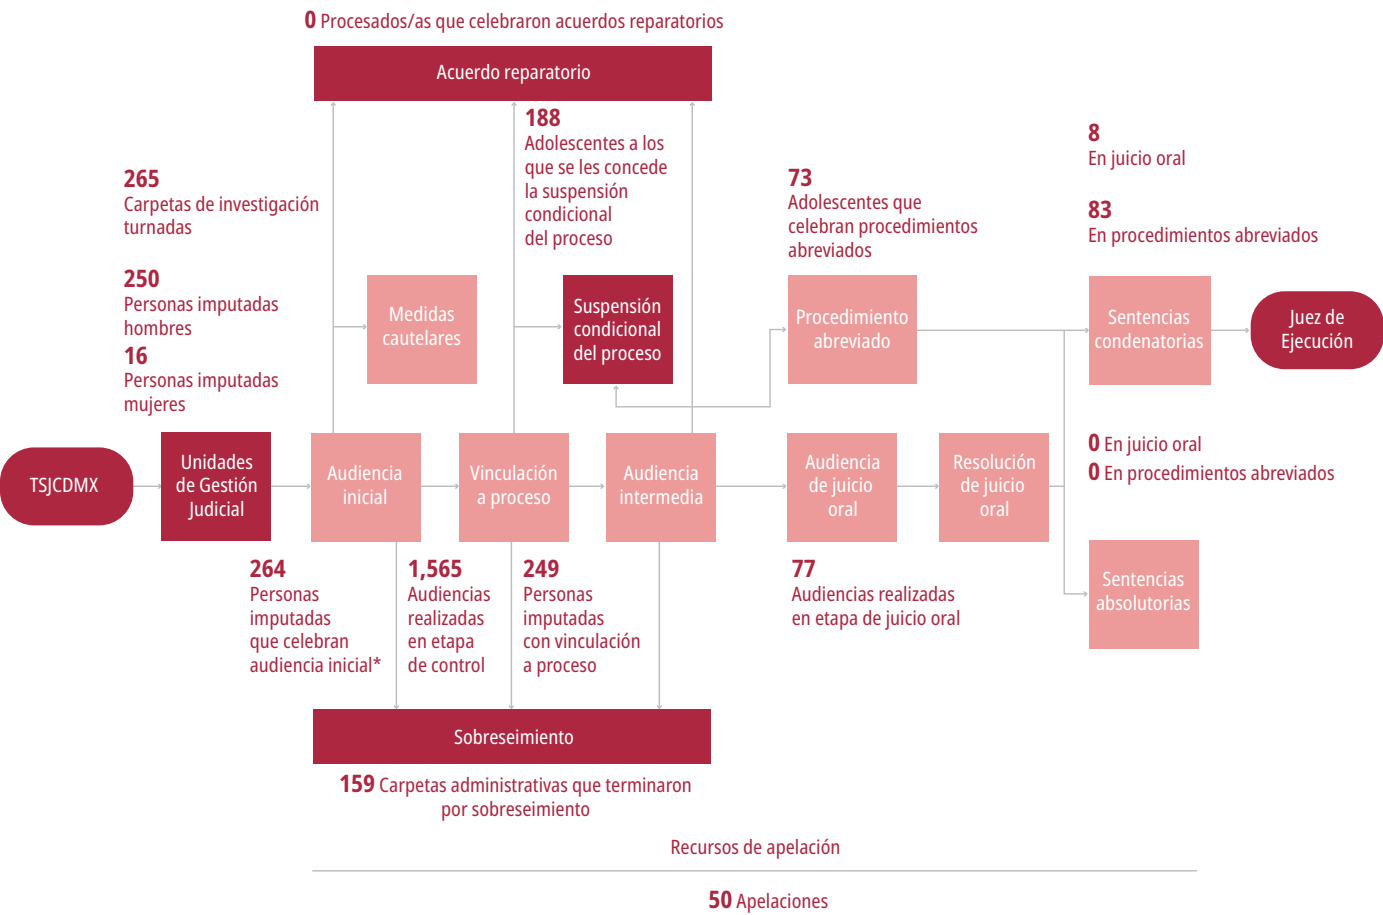 0 Procesados/as que celebraron acuerdos reparatorios
Acuerdo reparatorio
188
Adolescentes a los
que se les concede
la suspensión
condicional
del proceso
265
Carpetas de investigación
turnadas
250
Personas imputadas
hombres
16
Personas imputadas
mujeres
73
Adolescentes que
celebran procedimientos
abreviados
8
En juicio oral
83
En procedimientos abreviados
Medidas
cautelares
Suspensión
condicional
del proceso
Procedimiento
abreviado
Sentencias
condenatorias
Juez de
Ejecución
TSJCDMX
Unidades
de Gestión
Judicial
Audiencia
inicial
Vinculación
a proceso
Audiencia
intermedia
Audiencia
de juicio
oral
Resolución
de juicio
oral
0 En juicio oral
0 En procedimientos abreviados
Sentencias
absolutorias
264
Personas
imputadas
que celebran
audiencia inicial*
1,565
Audiencias
realizadas
en etapa
de control
249
Personas
imputadas
con vinculación
a proceso
77
Audiencias realizadas
en etapa de juicio oral
Sobreseimiento
159 Carpetas administrativas que terminaron
por sobreseimiento
Recursos de apelación
50 Apelaciones